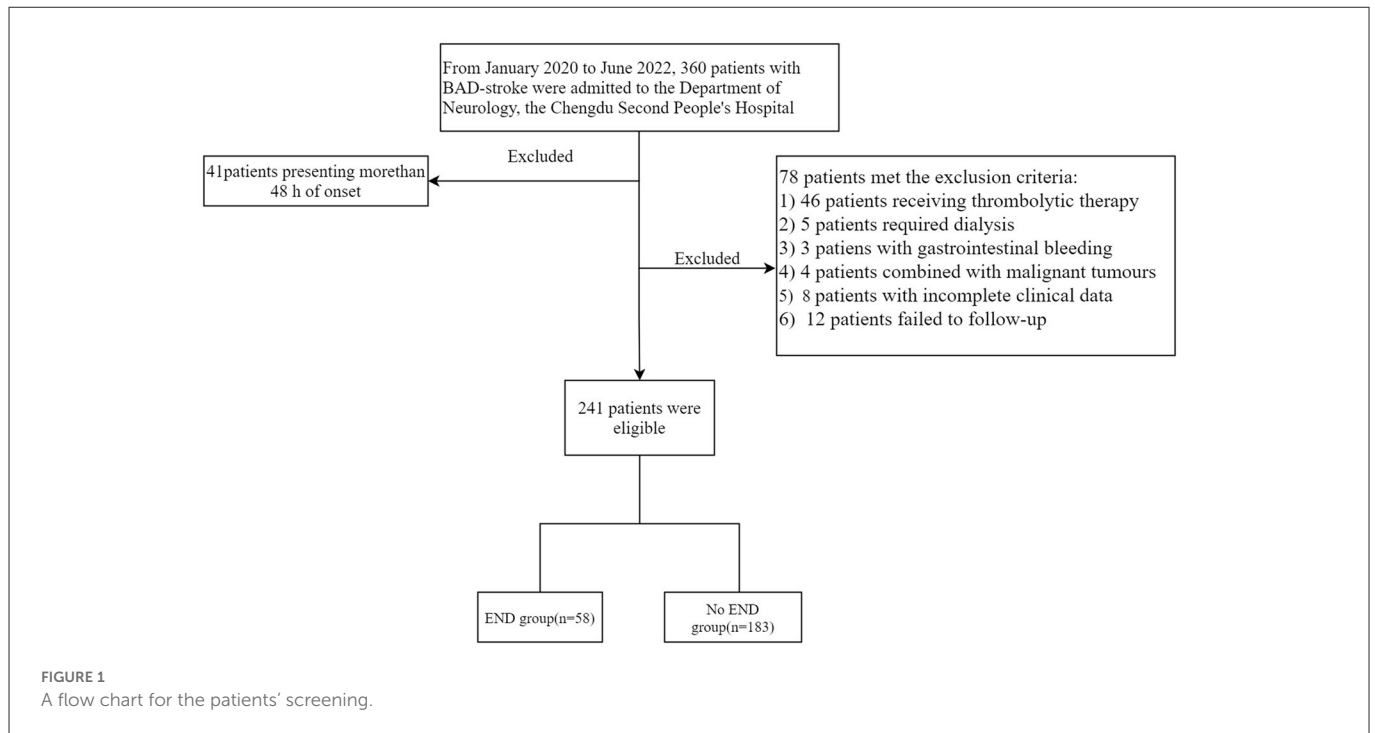 From January 2020 to June 2022, 360 patients with
BAD-stroke were admitted to the Department of
Neurology, the Chengdu Second People's Hospital
Excluded
41patients presenting morethan
48 h of onset
78 patients met the exclusion criteria:
1) 46 patients receiving thrombolytic therapy
2) 5 patients required dialysis
3) 3 patiens with gastrointestinal bleeding
4) 4 patients combined with malignant tumours
5) 8 patients with incomplete clinical data
6) 12 patients failed to follow-up
Excluded
241 patients were
eligible
END group(n=58)
No END
group(n=183)
FIGURE 1
A flow chart for the patients' screening.